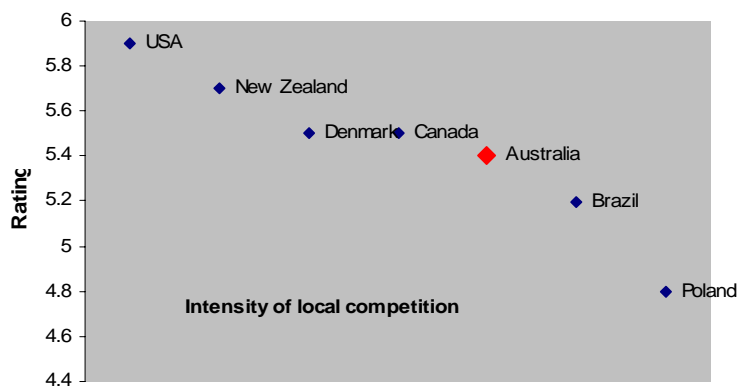 6
USA
5.8
New Zealand
5.6
Denmark
Canada
5.4
Australia
5.2
Brazil
5
4.8
Poland
4.6
4.4
Rating
Intensity of local competition